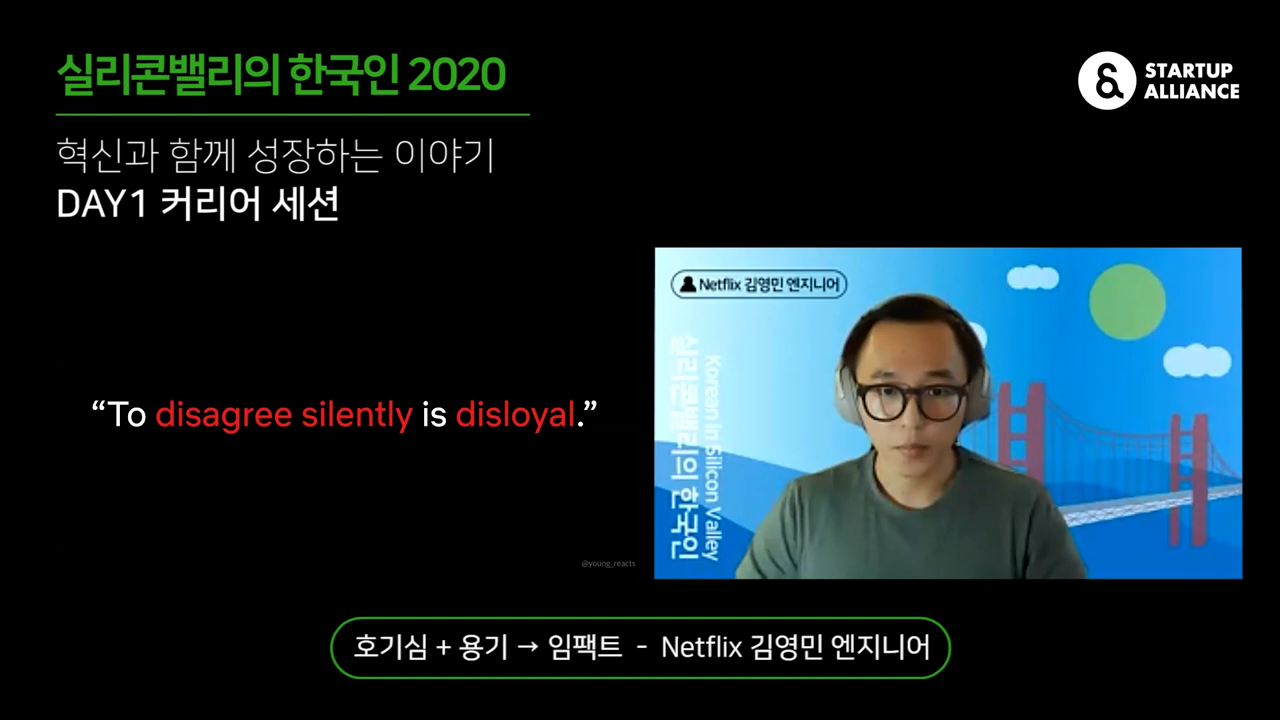 실리콘밸리의 한국인 2020
STARTUP
ALLIANCE
혁신과 함께 성장하는 이야기
DAY1 커리어 세션
Netflix 김영민 엔지니어
실리콘밸리의 한국인
Korean in Silicon Valley
“To disagree silently is disloyal.”
@young_reacts
호기심 + 용기 → 임팩트 - Netflix 김영민 엔지니어